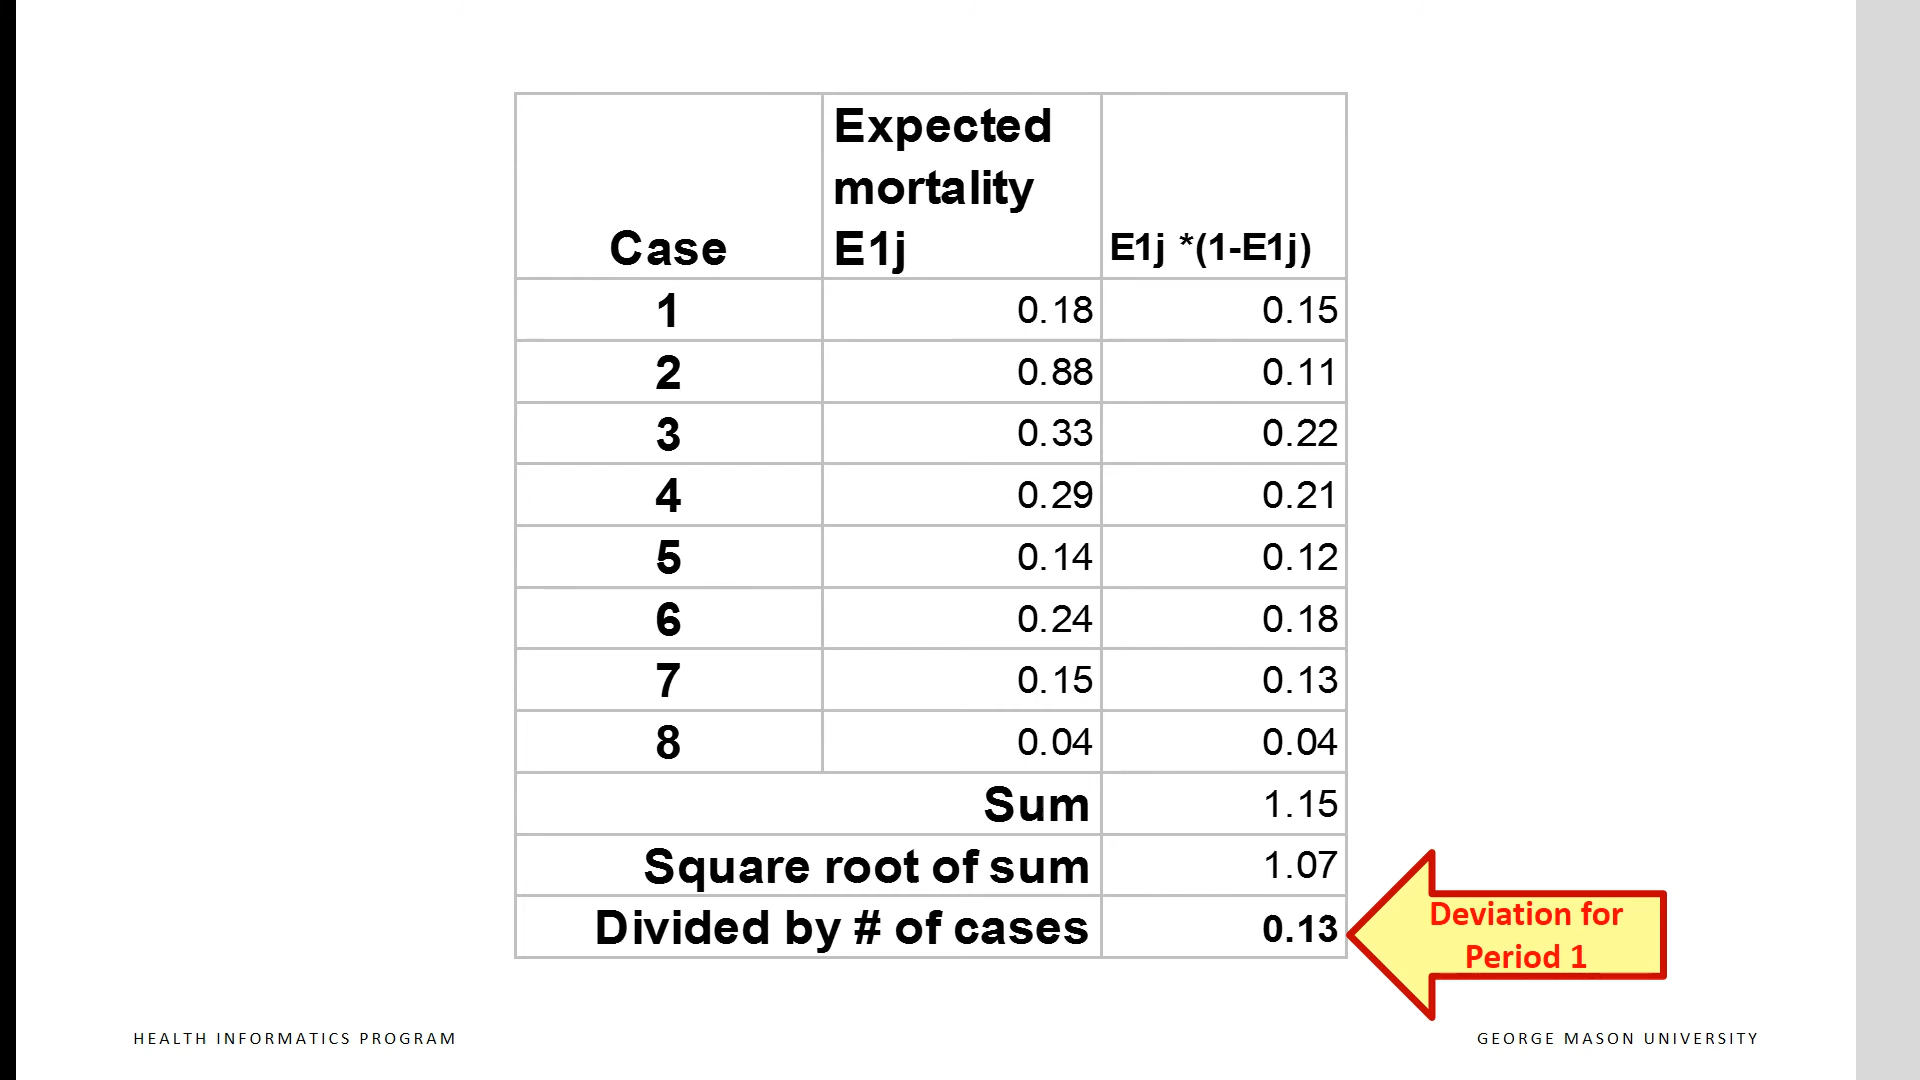 Case Expected mortality E1j E1j *(1-E1j)
1 0.18 0.15
2 0.88 0.11
3 0.33 0.22
4 0.29 0.21
5 0.14 0.12
6 0.24 0.18
7 0.15 0.13
8 0.04 0.04
Sum 1.15
Square root of sum 1.07
Divided by # of cases 0.13
Deviation for
Period 1
HEALTH INFORMATICS PROGRAM
GEORGE MASON UNIVERSITY